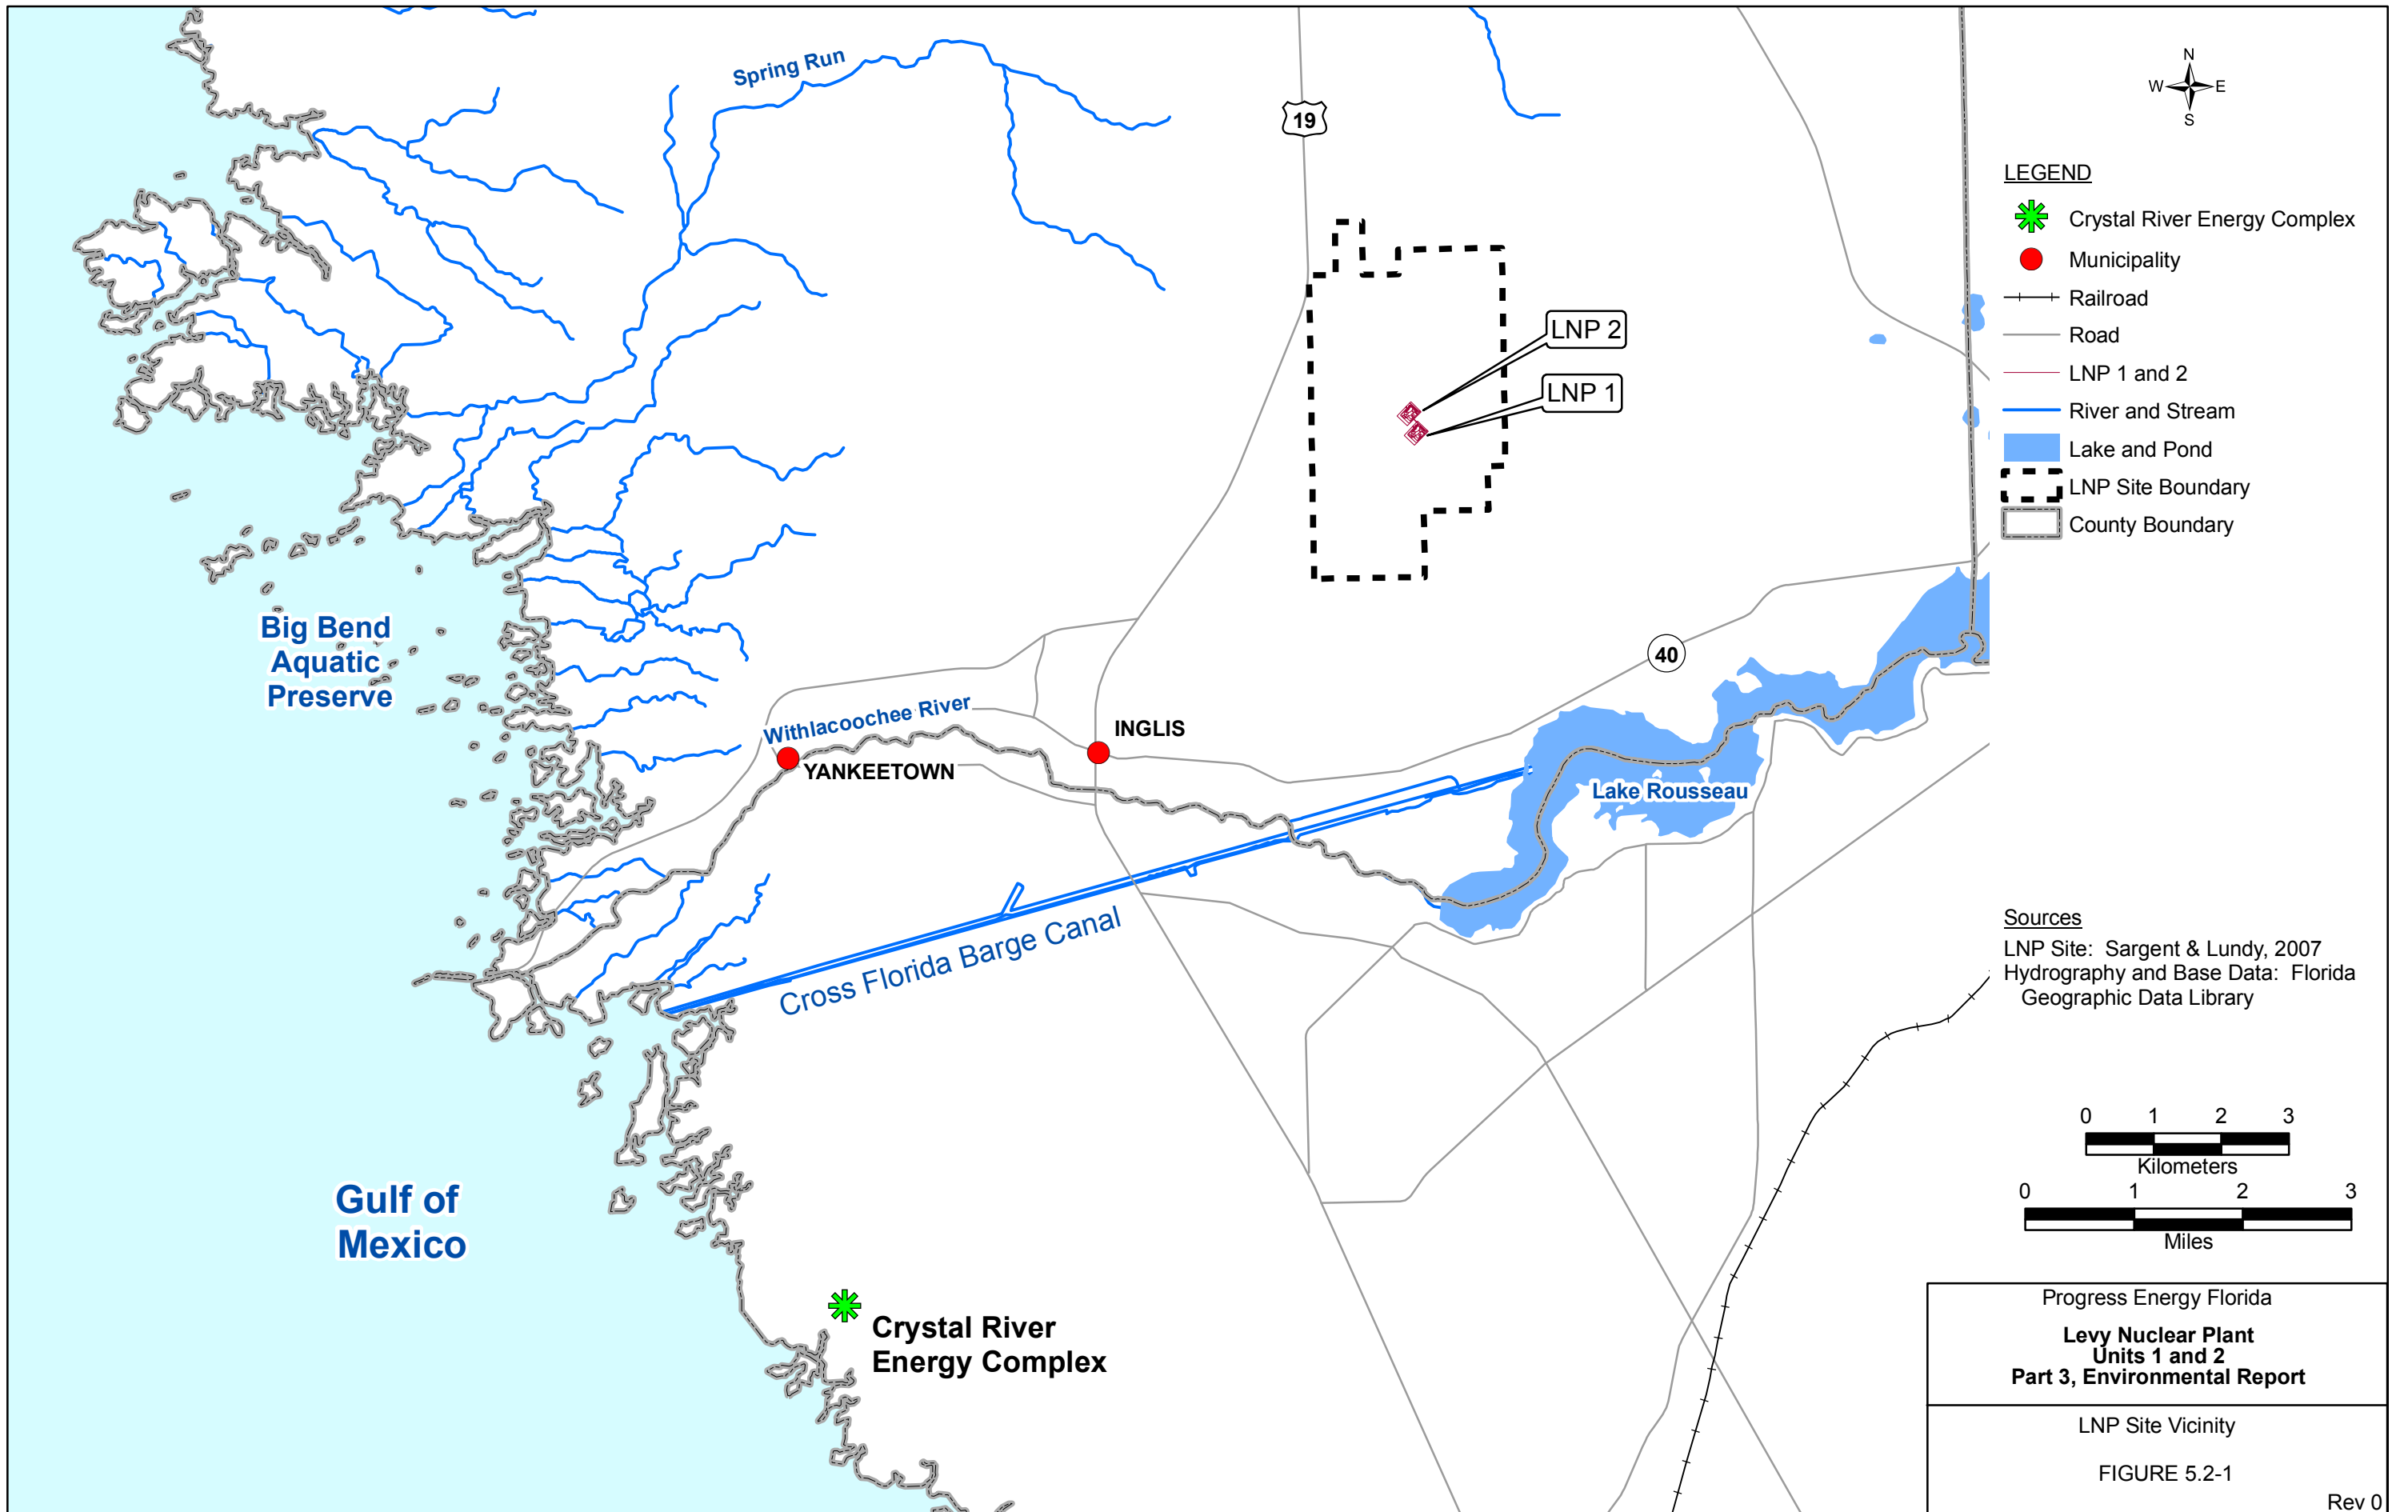 Spring Run
19
N
W
E
S
LEGEND
Crystal River Energy Complex
Municipality
Railroad
Road
LNP 1 and 2
River and Stream
Lake and Pond
LNP Site Boundary
County Boundary
LNP 2
LNP 1
Big Bend
Aquatic
Preserve
40
Withlacoochee River
INGLIS
YANKEETOWN
Lake Rousseau
Cross Florida Barge Canal
Sources
LNP Site: Sargent & Lundy, 2007
Hydrography and Base Data: Florida
Geographic Data Library
0 1 2 3
Kilometers
0 1 2 3
Miles
Gulf of
Mexico
Crystal River
Energy Complex
Progress Energy Florida
Levy Nuclear Plant
Units 1 and 2
Part 3, Environmental Report
LNP Site Vicinity
FIGURE 5.2-1
Rev 0